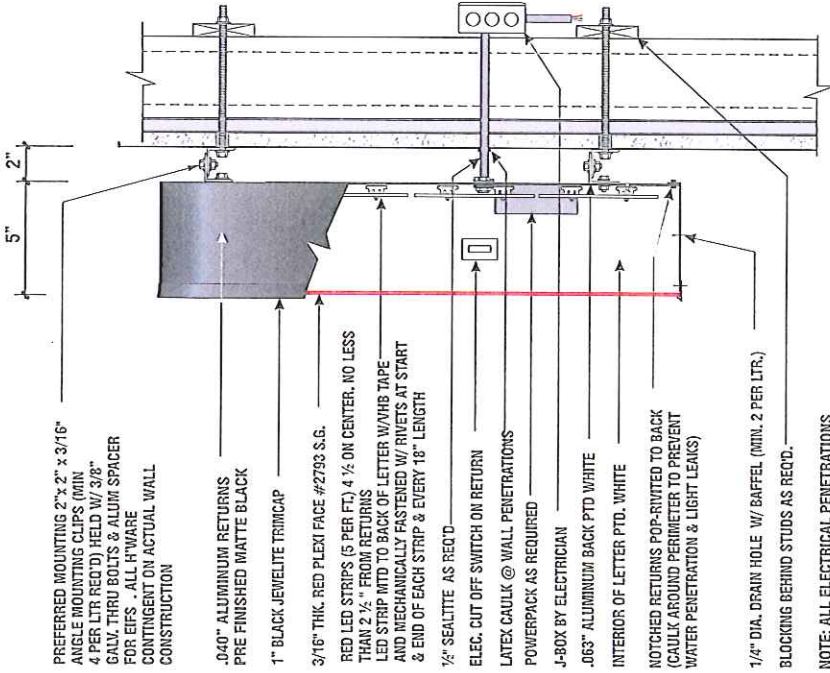 5"
2"
PREFERRED MOUNTING 2"x 2" x 3/16"
ANGLE MOUNTING CLIPS (MIN
4 PER LTR REQ'D) HELD W/ 3/8"
GALV. THRU BOLTS & ALUM SPACER
FOR EIFS . ALL H'WARE
CONTINGENT ON ACTUAL WALL
CONSTRUCTION
.040" ALUMINUM RETURNS
PRE FINISHED MATTE BLACK
1" BLACK JEWELITE TRIMCAP
3/16" THK. RED PLEXI FACE #2793 S.G.
RED LED STRIPS (5 PER FT.) 4 ½ ON CENTER. NO LESS
THAN 2 ½ " FROM RETURNS
LED STRIP MTD TO BACK OF LETTER W/VHB TAPE
AND MECHANICALLY FASTENED W/ RIVETS AT START
& END OF EACH STRIP & EVERY 18" LENGTH
½" SEALTITE AS REQ'D
ELEC. CUT OFF SWITCH ON RETURN
LATEX CAULK @ WALL PENETRATIONS
POWERPACK AS REQUIRED
J-BOX BY ELECTRICIAN
.063" ALUMINUM BACK PTD WHITE
INTERIOR OF LETTER PTD. WHITE
NOTCHED RETURNS POP-RIVITED TO BACK
(CAULK AROUND PERIMETER TO PREVENT
WATER PENETRATION & LIGHT LEAKS)
1/4" DIA. DRAIN HOLE W/ BAFFEL (MIN. 2 PER LTR.)
BLOCKING BEHIND STUDS AS REQ'D.
NOTE: ALL ELECTRICAL PENETRATIONS